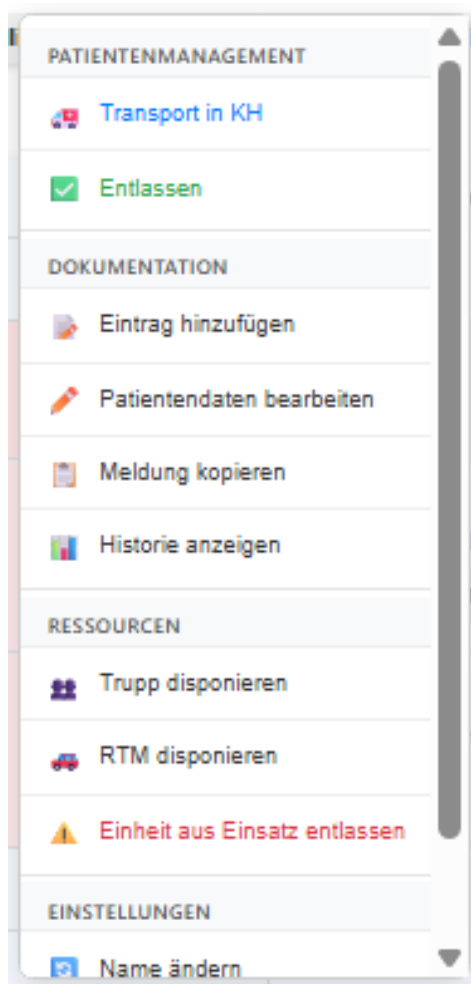 PATIENTENMANAGEMENT
Transport in KH
Entlassen
DOKUMENTATION
Eintrag hinzufügen
Patientendaten bearbeiten
Meldung kopieren
Historie anzeigen
RESSOURCEN
Trupp disponieren
RTM disponieren
Einheit aus Einsatz entlassen
EINSTELLUNGEN
Name ändern